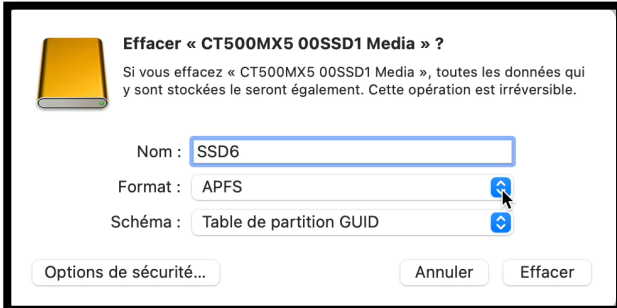 Effacer « CT500MX5 00SSD1 Media » ?
Si vous effacez « CT500MX5 00SSD1 Media », toutes les données qui
y sont stockées le seront également. Cette opération est irréversible.
Nom : SSD6
Format : APFS
Schéma : Table de partition GUID
Options de sécurité... Annuler Effacer